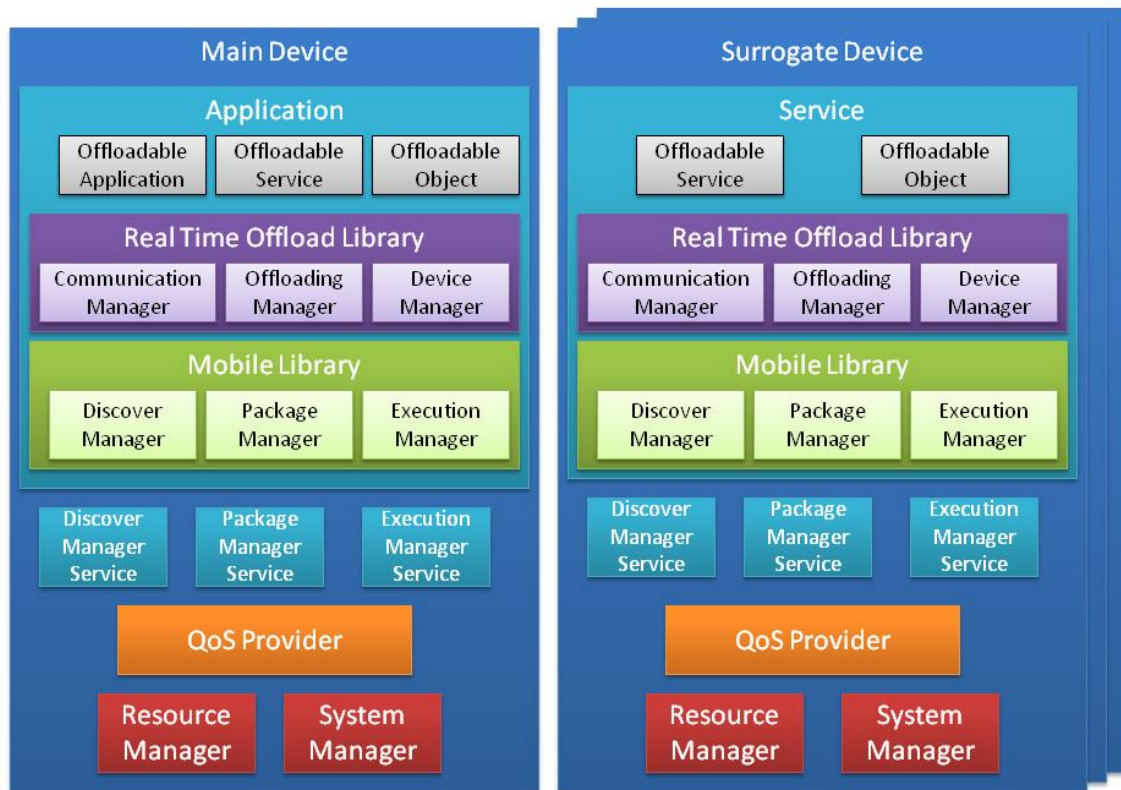 Main Device
Application
Offloadable
Application
Offloadable
Service
Offloadable
Object
Real Time Offload Library
Communication
Manager
Offloading
Manager
Device
Manager
Mobile Library
Discover
Manager
Package
Manager
Execution
Manager
Discover
Manager
Service
Package
Manager
Service
Execution
Manager
Service
QoS Provider
Resource
Manager
System
Manager
Surrogate Device
Service
Offloadable
Service
Offloadable
Object
Real Time Offload Library
Communication
Manager
Offloading
Manager
Device
Manager
Mobile Library
Discover
Manager
Package
Manager
Execution
Manager
Discover
Manager
Service
Package
Manager
Service
Execution
Manager
Service
QoS Provider
Resource
Manager
System
Manager